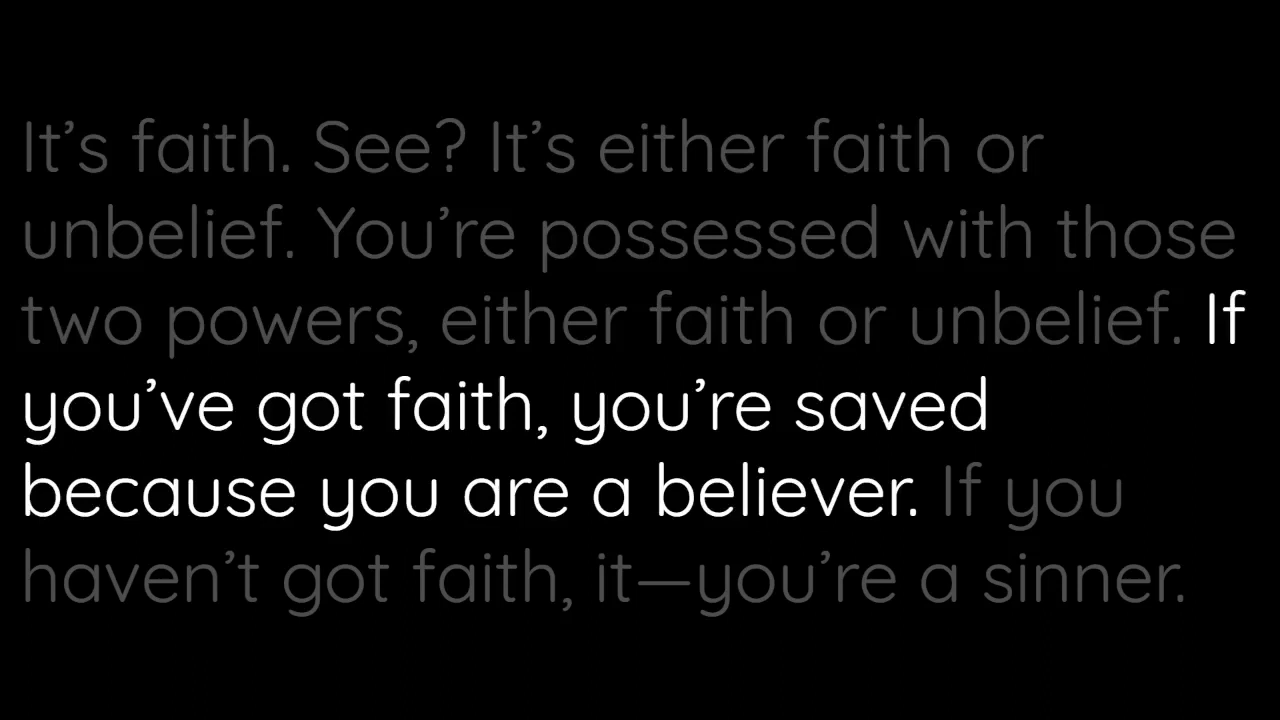 It’s faith. See? It’s either faith or
unbelief. You’re possessed with those
two powers, either faith or unbelief. If
you’ve got faith, you’re saved
because you are a believer. If you
haven’t got faith, it—you’re a sinner.